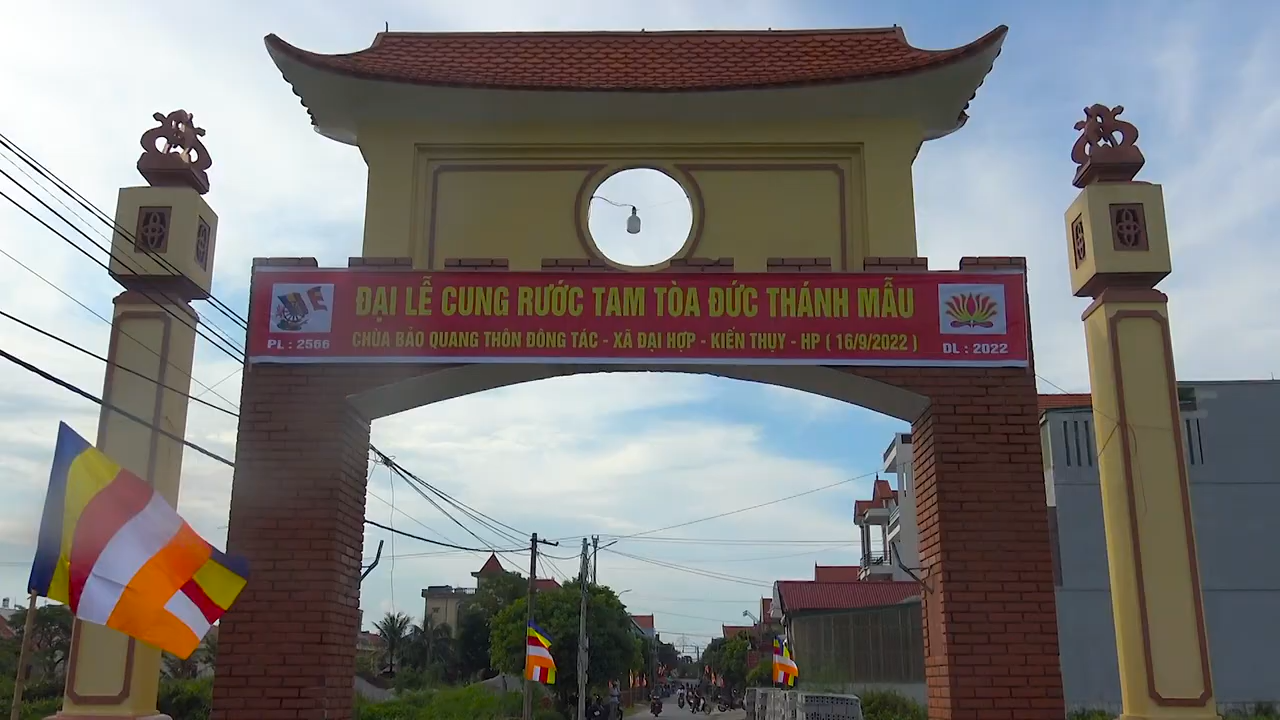 ĐẠI LỄ CUNG RƯỚC TAM TÒA ĐỨC THÁNH MẪU
CHÙA BẢO QUANG THÔN ĐÔNG TÁC - XÃ ĐẠI HỢP - KIẾN THỤY - HP ( 16/9/2022 )
PL : 2566
DL : 2022